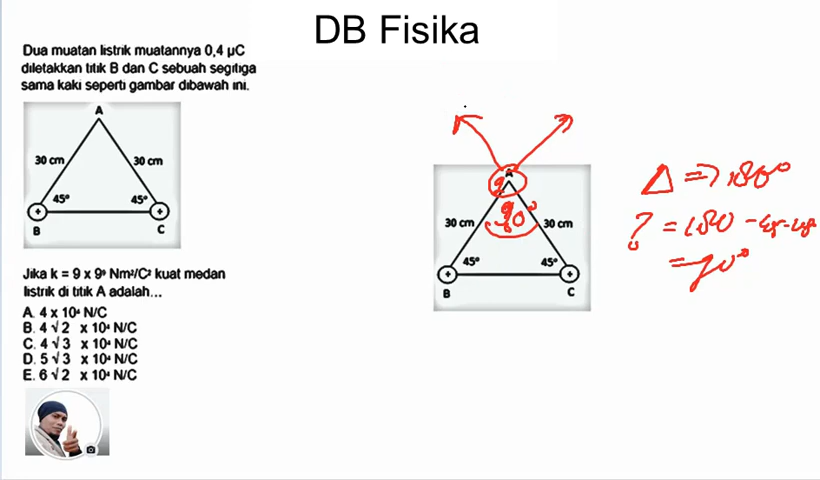 DB Fisika
Dua muatan listrik muatannya 0,4 μC
diletakkan titik B dan C sebuah segitiga
sama kaki seperti gambar dibawah ini.
A
30 cm 30 cm
45° 45°
+ +
B C
Jika k = 9 x 9⁹ Nm²/C² kuat medan
listrik di titik A adalah...
A. 4 x 10⁴ N/C
B. 4 √ 2 x 10⁴ N/C
C. 4 √ 3 x 10⁴ N/C
D. 5 √ 3 x 10⁴ N/C
E. 6 √ 2 x 10⁴ N/C
A
90°
30 cm 30 cm
45° 45°
+ +
B C
Δ => 180°
? = 180 - 45 - 45
= 90°